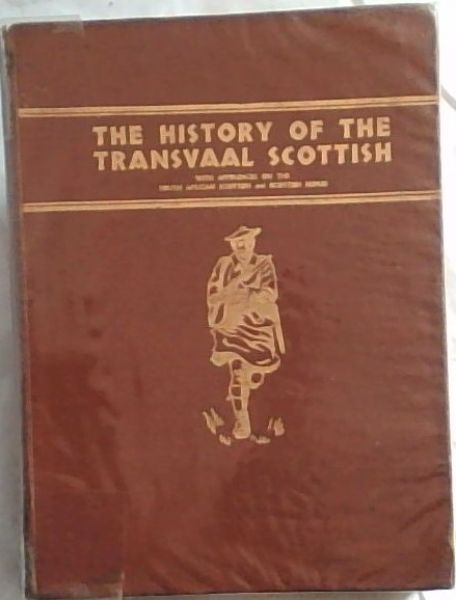 THE HISTORY OF THE
TRANSVAAL SCOTTISH
WITH APPENDICES ON THE
SOUTH AFRICAN SCOTTISH and SCOTTISH HORSE